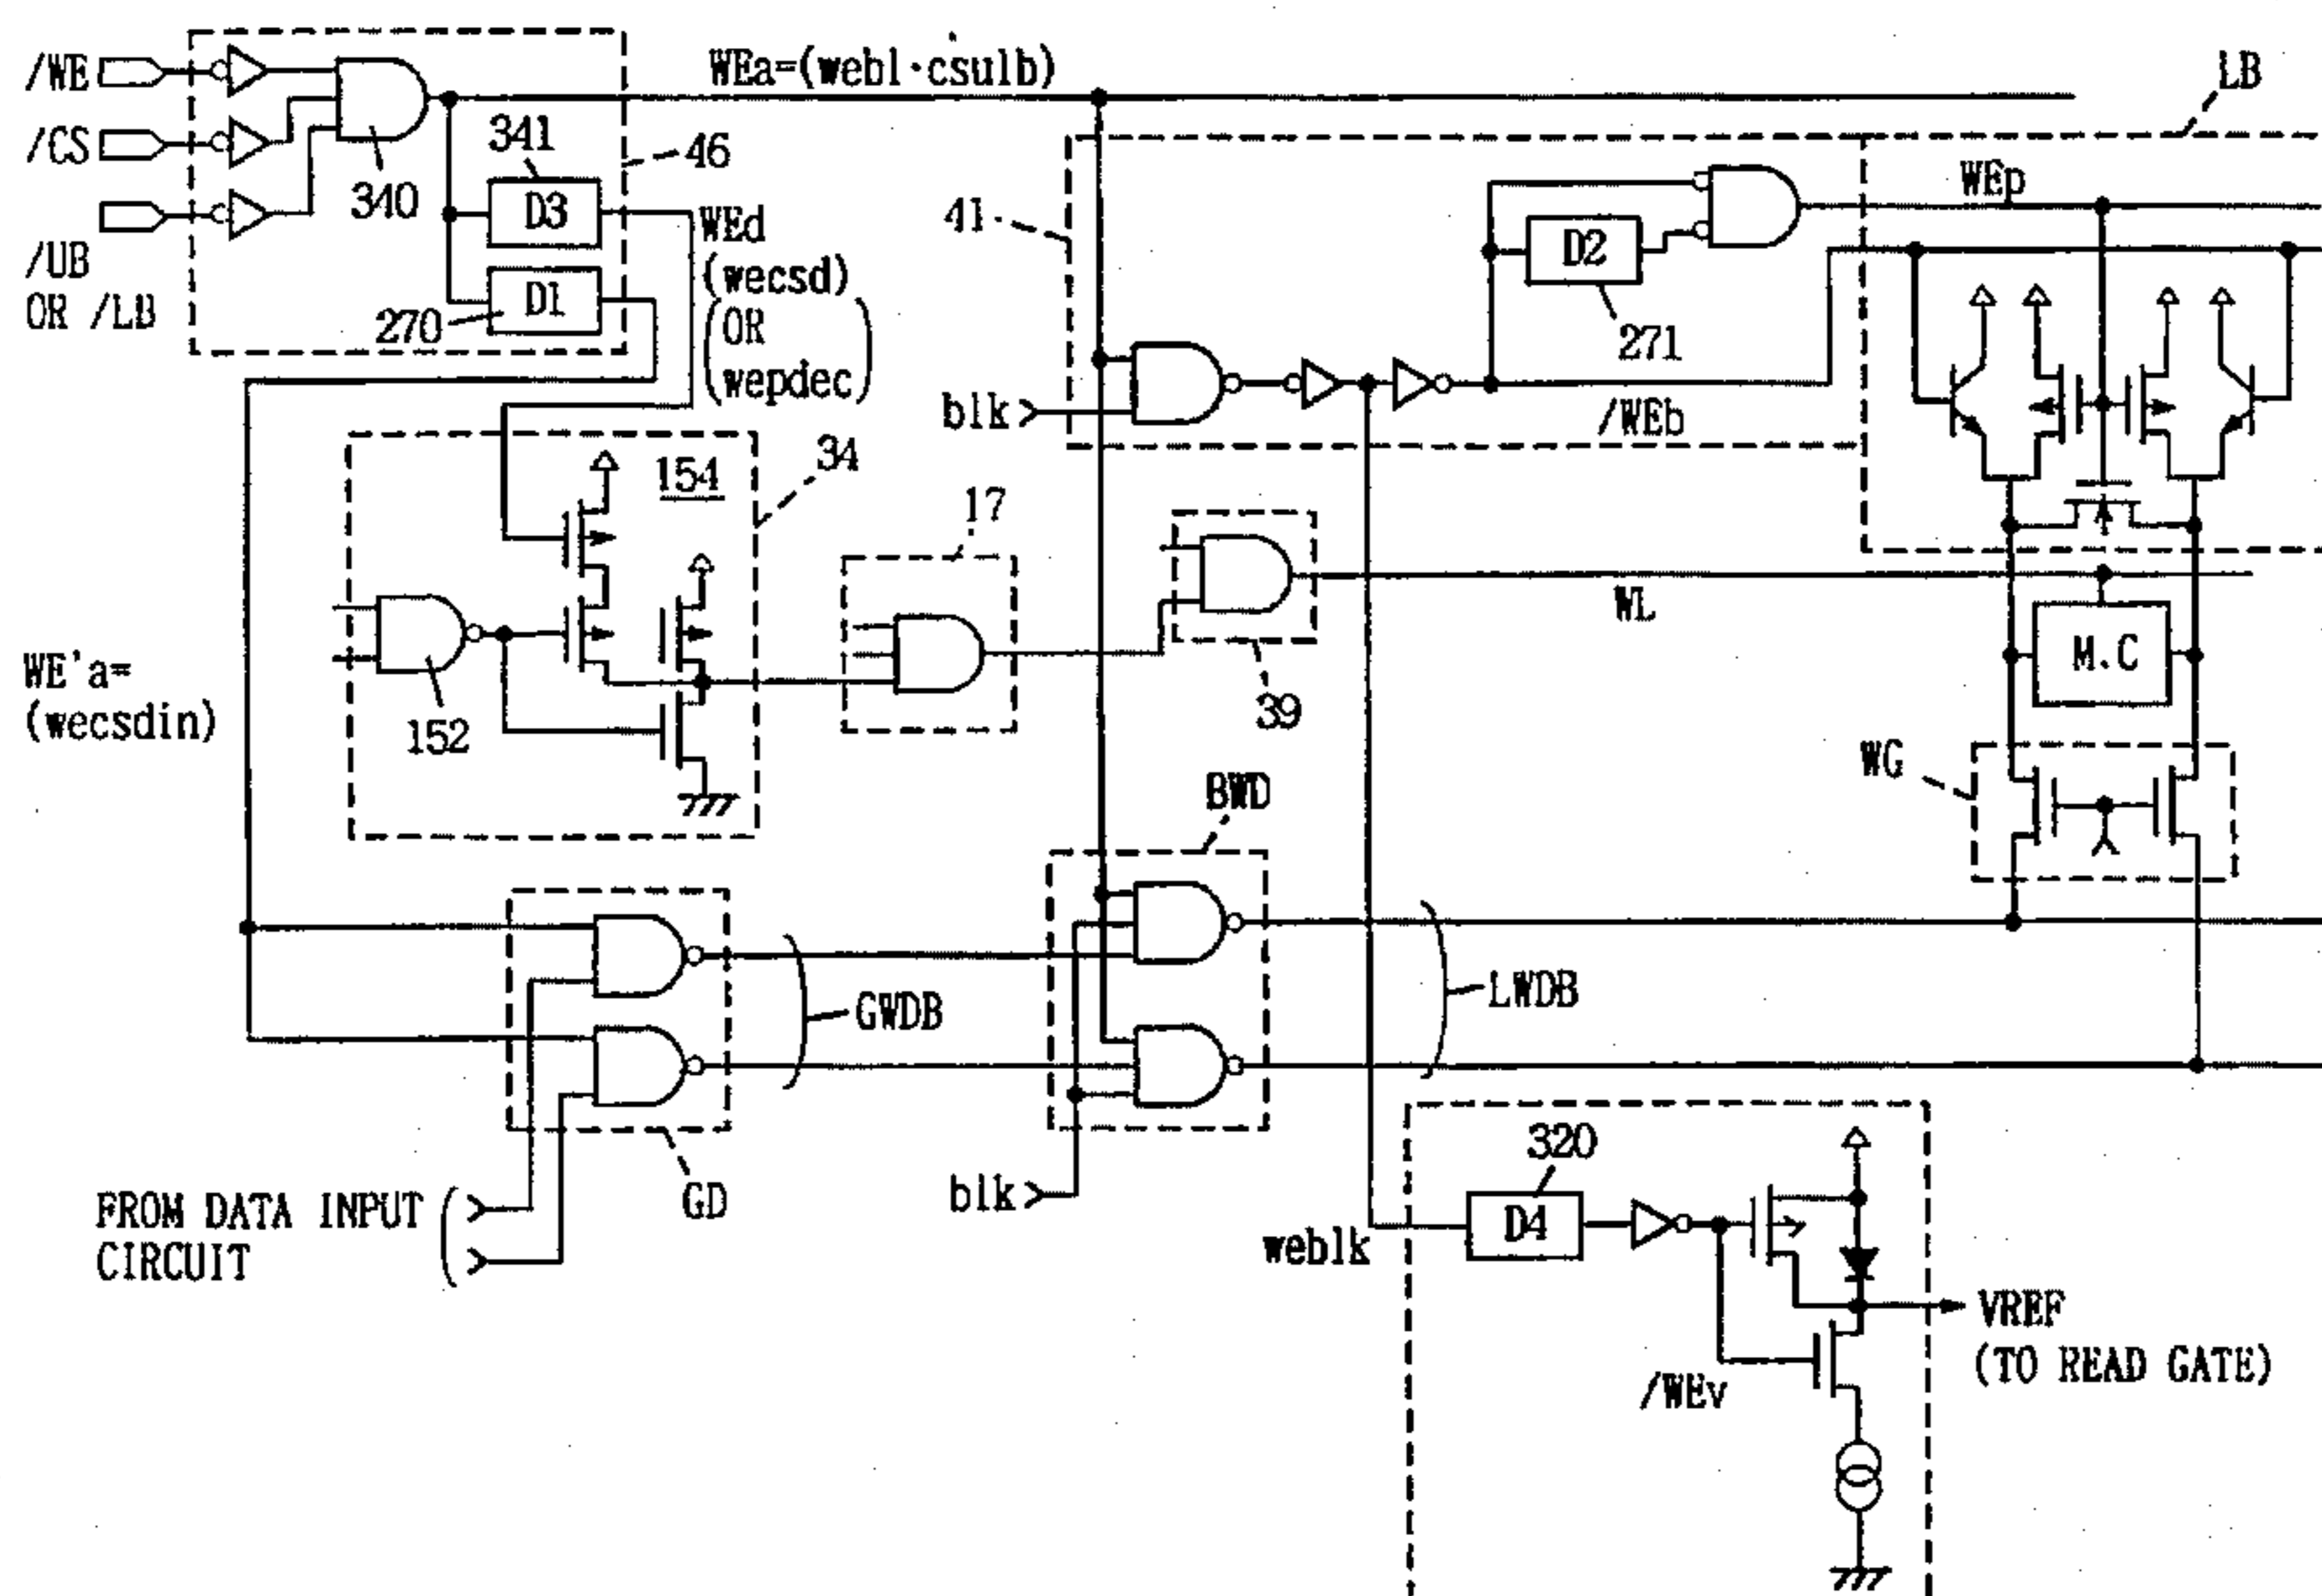 /WE
/CS
/UB
OR /LB
340
341
D3
D1
270
46
WEa=(webl·csulb)
WEd
(wecsd)
(OR
wepdec)
LB
41
D2
271
WEp
blk
/WEb
34
154
152
17
39
WL
M.C
WE'a=
(wecsdin)
WG
BWD
GWDB
LWDB
GD
blk
FROM DATA INPUT
CIRCUIT
weblk
320
D4
/WEv
VREF
(TO READ GATE)